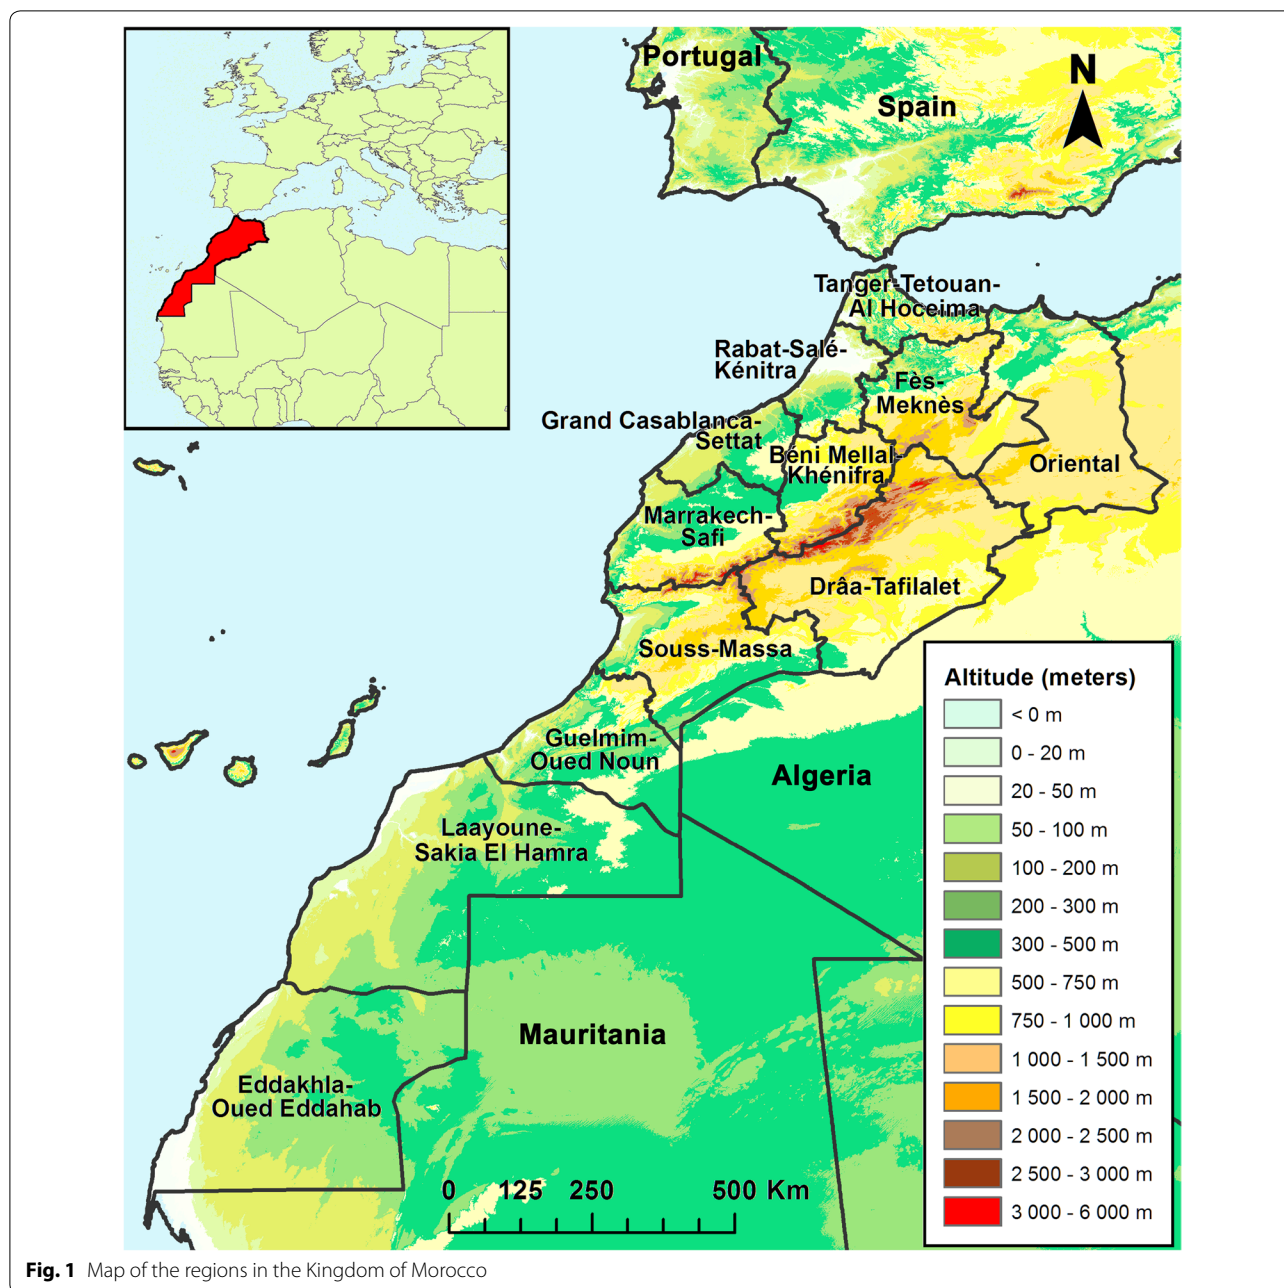 Portugal
Spain
N
Tanger-Tetouan-
Al Hoceima
Rabat-Salé-
Kénitra
Fès-
Meknès
Grand Casablanca-
Settat
Béni Mellal-
Khénifra
Oriental
Marrakech-
Safi
Drâa-Tafilalet
Souss-Massa
Guelmim-
Oued Noun
Algeria
Laayoune-
Sakia El Hamra
Mauritania
Eddakhla-
Oued Eddahab
Altitude (meters)
< 0 m
0 - 20 m
20 - 50 m
50 - 100 m
100 - 200 m
200 - 300 m
300 - 500 m
500 - 750 m
750 - 1 000 m
1 000 - 1 500 m
1 500 - 2 000 m
2 000 - 2 500 m
2 500 - 3 000 m
3 000 - 6 000 m
0 125 250 500 Km
Fig. 1 Map of the regions in the Kingdom of Morocco